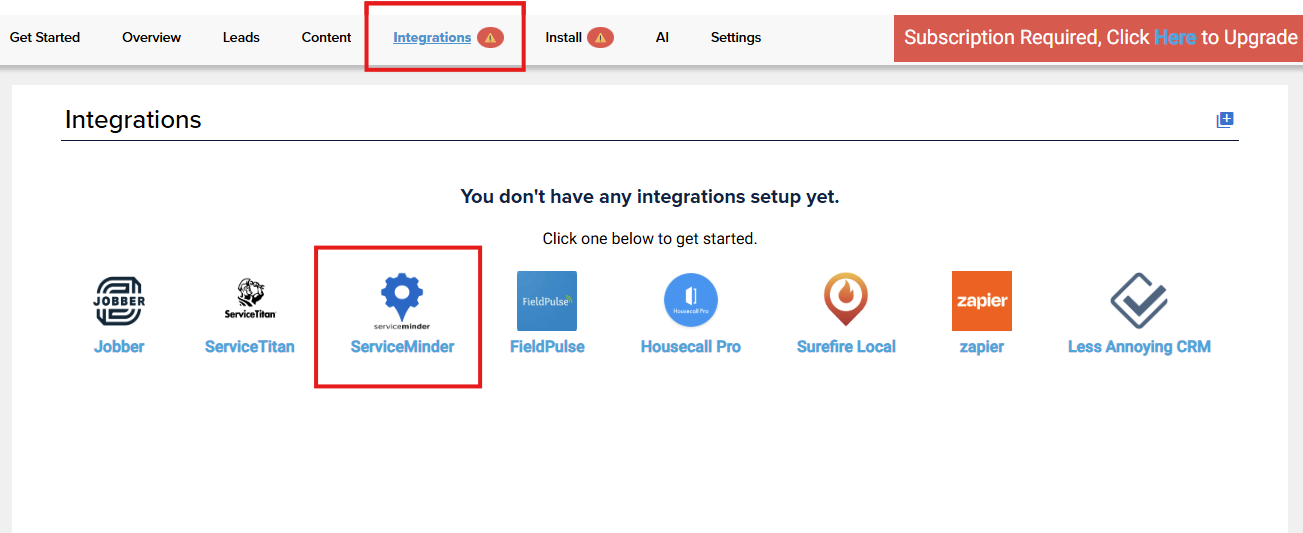 Get Started Overview Leads Content Integrations Install AI Settings Subscription Required, Click Here to Upgrade
Integrations
You don't have any integrations setup yet.
Click one below to get started.
JOBBER ServiceTitan serviceminder FieldPulse Housecall Pro zapier
Jobber ServiceTitan ServiceMinder FieldPulse Housecall Pro Surefire Local zapier Less Annoying CRM